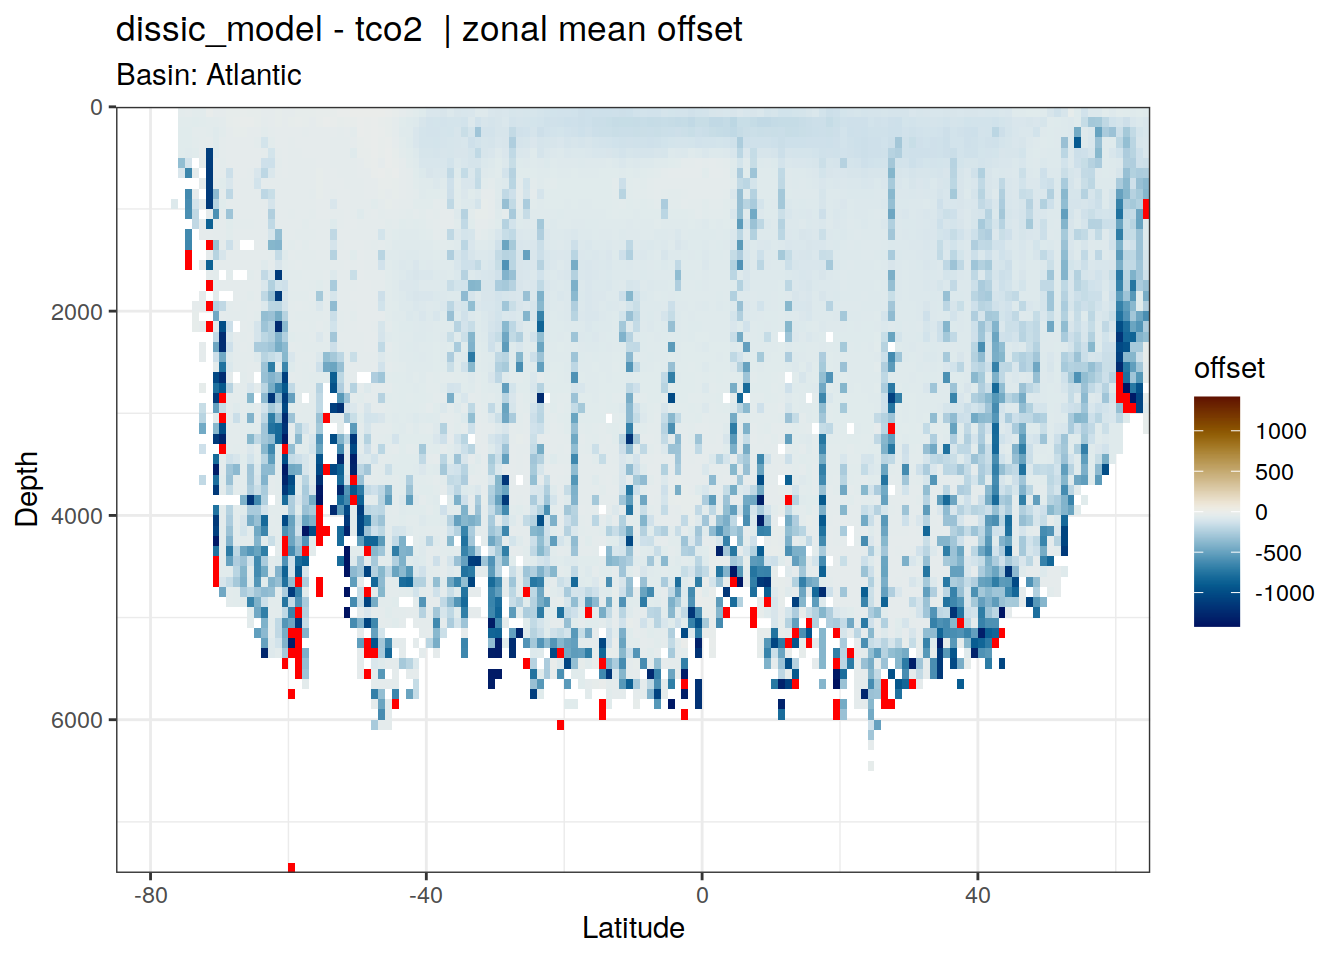 dissic_model - tco2  | zonal mean offset
Basin: Atlantic
0
2000
4000
6000
Depth
-80
-40
0
40
Latitude
offset
1000
500
0
-500
-1000